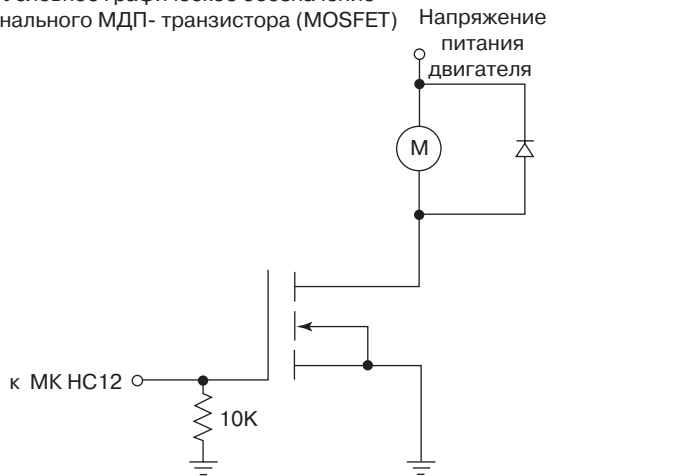 нального МДП- транзистора (MOSFET)
Напряжение
питания
двигателя
M
к МК HC12
10K